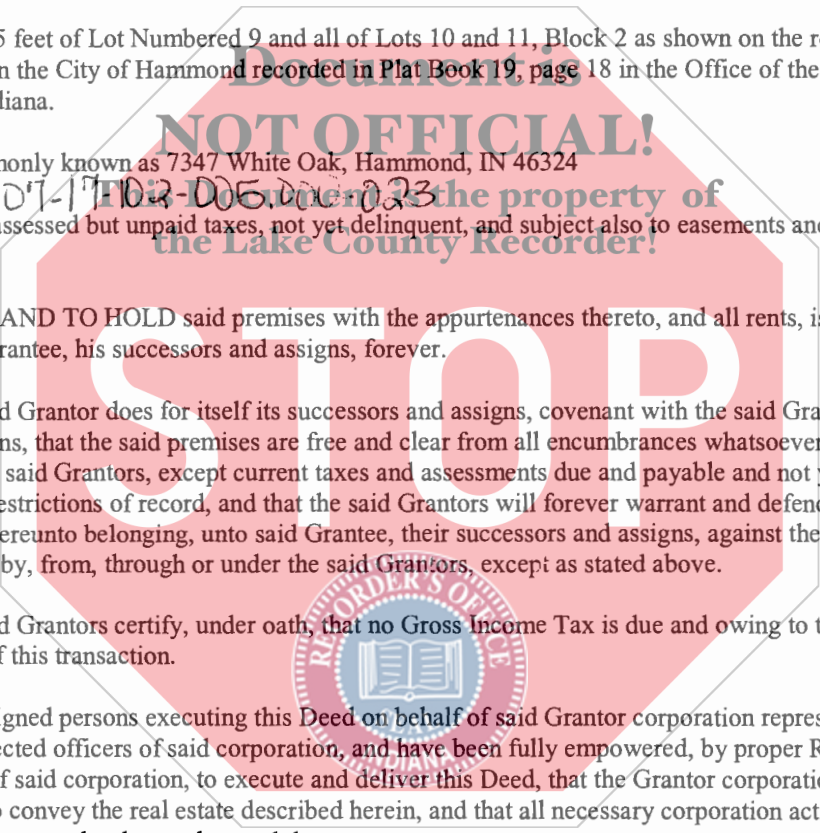 5 feet of Lot Numbered 9 and all of Lots 10 and 11, Block 2 as shown on the r
n the City of Hammond recorded in Plat Book 19, page 18 in the Office of the
diana.
Document is
NOT OFFICIAL!
monly known as 7347 White Oak, Hammond, IN 46324
07-17-102-005.000-023
This Document is the property of
ssessed but unpaid taxes, not yet delinquent, and subject also to easements and
the Lake County Recorder!
AND TO HOLD said premises with the appurtenances thereto, and all rents, is
rantee, his successors and assigns, forever.
STOP
d Grantor does for itself its successors and assigns, covenant with the said Gra
ns, that the said premises are free and clear from all encumbrances whatsoever
said Grantors, except current taxes and assessments due and payable and not y
estrictions of record, and that the said Grantors will forever warrant and defend
ereunto belonging, unto said Grantee, their successors and assigns, against the
by, from, through or under the said Grantors, except as stated above.
RECORDER'S OFFICE
d Grantors certify, under oath, that no Gross Income Tax is due and owing to t
f this transaction.
INDIANA
igned persons executing this Deed on behalf of said Grantor corporation repres
ected officers of said corporation, and have been fully empowered, by proper R
f said corporation, to execute and deliver this Deed, that the Grantor corporatio
o convey the real estate described herein, and that all necessary corporation act